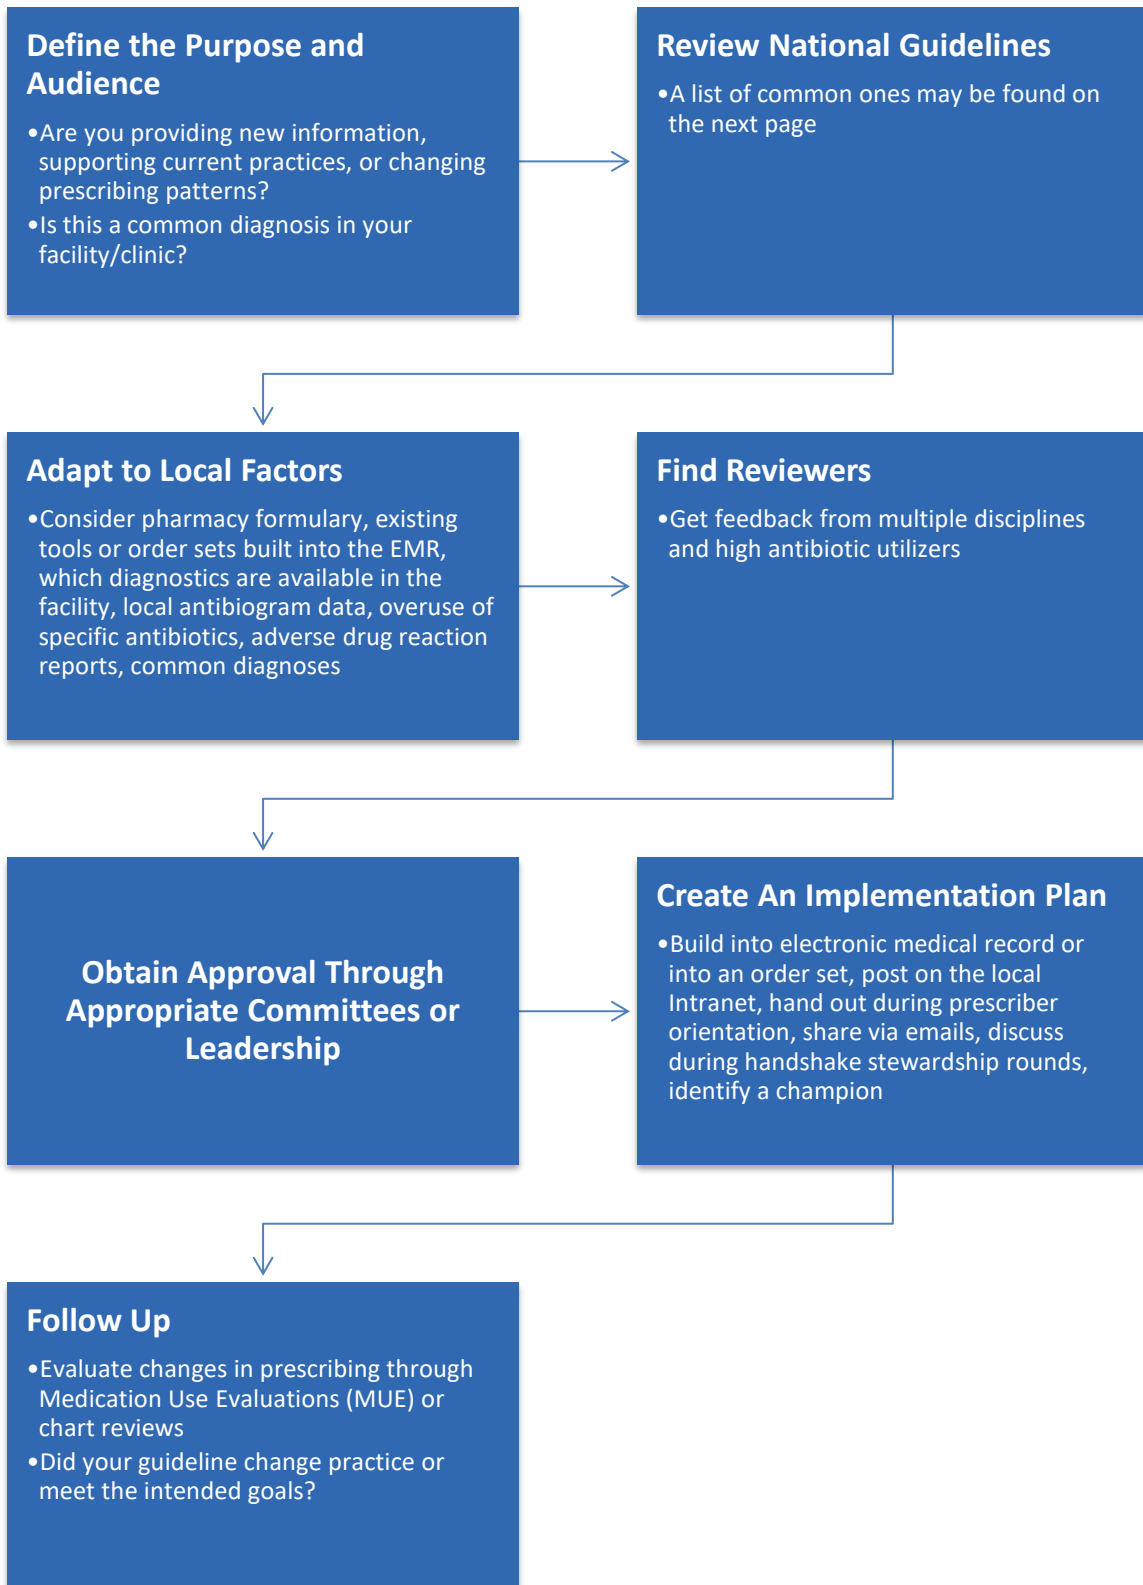 Define the Purpose and
Audience
•Are you providing new information,
supporting current practices, or changing
prescribing patterns?
•Is this a common diagnosis in your
facility/clinic?
Review National Guidelines
•A list of common ones may be found on
the next page
Adapt to Local Factors
•Consider pharmacy formulary, existing
tools or order sets built into the EMR,
which diagnostics are available in the
facility, local antibiogram data, overuse of
specific antibiotics, adverse drug reaction
reports, common diagnoses
Find Reviewers
•Get feedback from multiple disciplines
and high antibiotic utilizers
Obtain Approval Through
Appropriate Committees or
Leadership
Create An Implementation Plan
•Build into electronic medical record or
into an order set, post on the local
Intranet, hand out during prescriber
orientation, share via emails, discuss
during handshake stewardship rounds,
identify a champion
Follow Up
•Evaluate changes in prescribing through
Medication Use Evaluations (MUE) or
chart reviews
•Did your guideline change practice or
meet the intended goals?